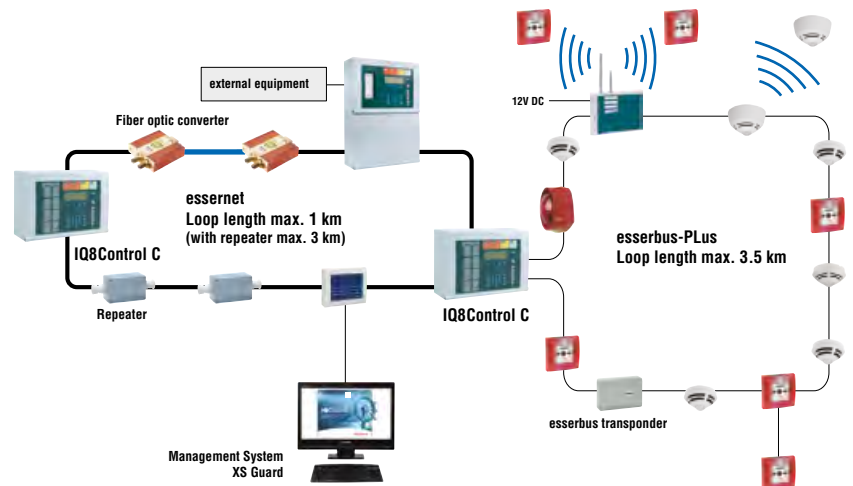 external equipment
12V DC
Fiber optic converter
essernet
Loop length max. 1 km
(with repeater max. 3 km)
esserbus-PLus
Loop length max. 3.5 km
IQ8Control C
Repeater
IQ8Control C
esserbus transponder
Management System
XS Guard